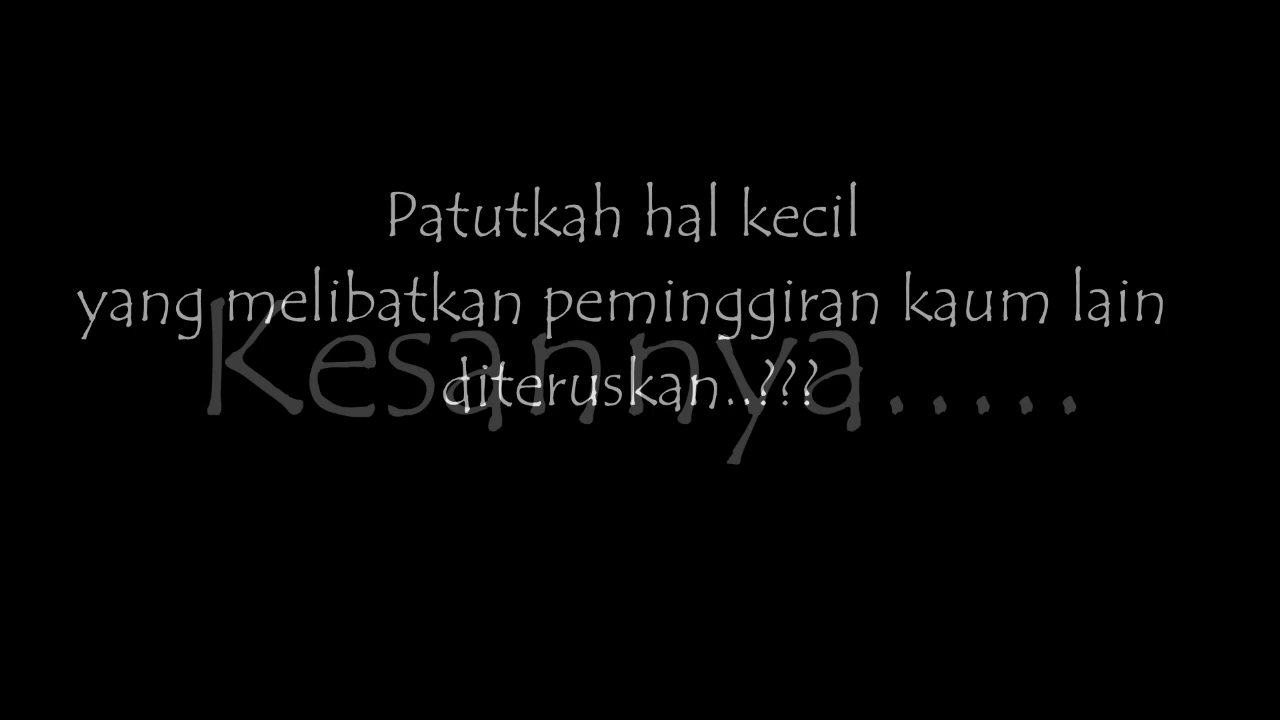 Patutkah hal kecil
yang melibatkan peminggiran kaum lain
Kesannya.....
diteruskan..???